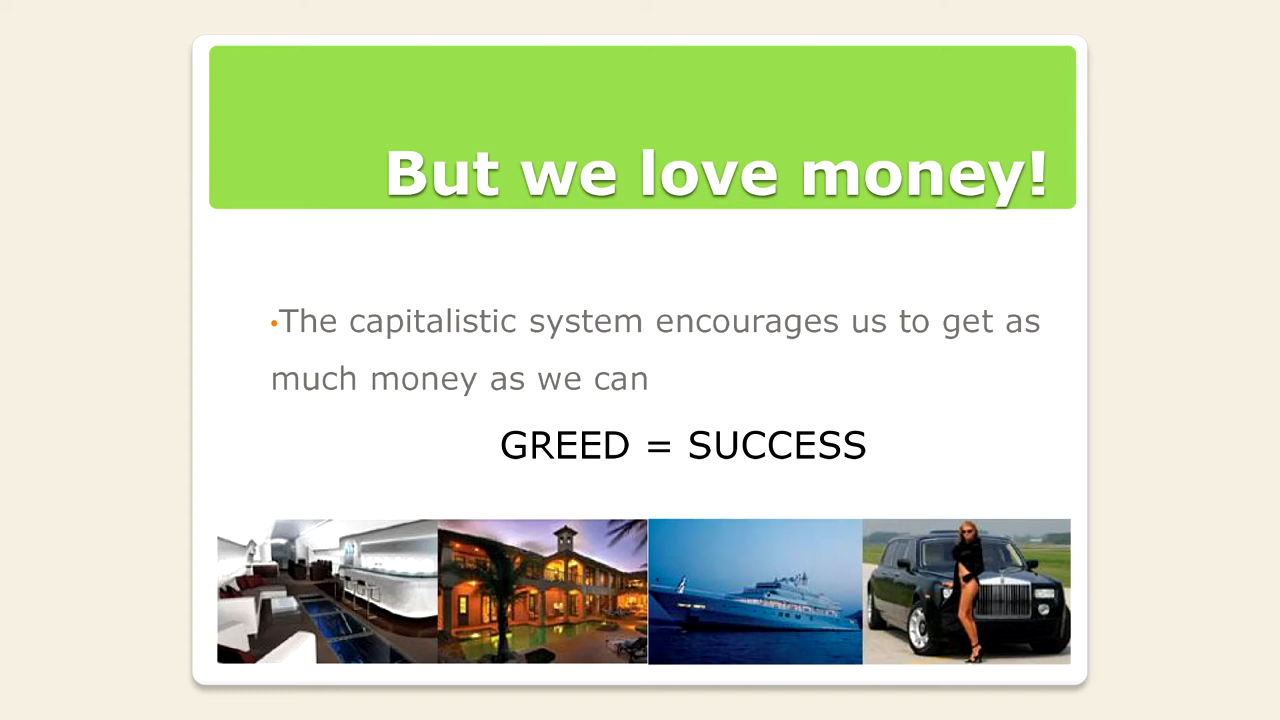 But we love money!
•The capitalistic system encourages us to get as
much money as we can
GREED = SUCCESS